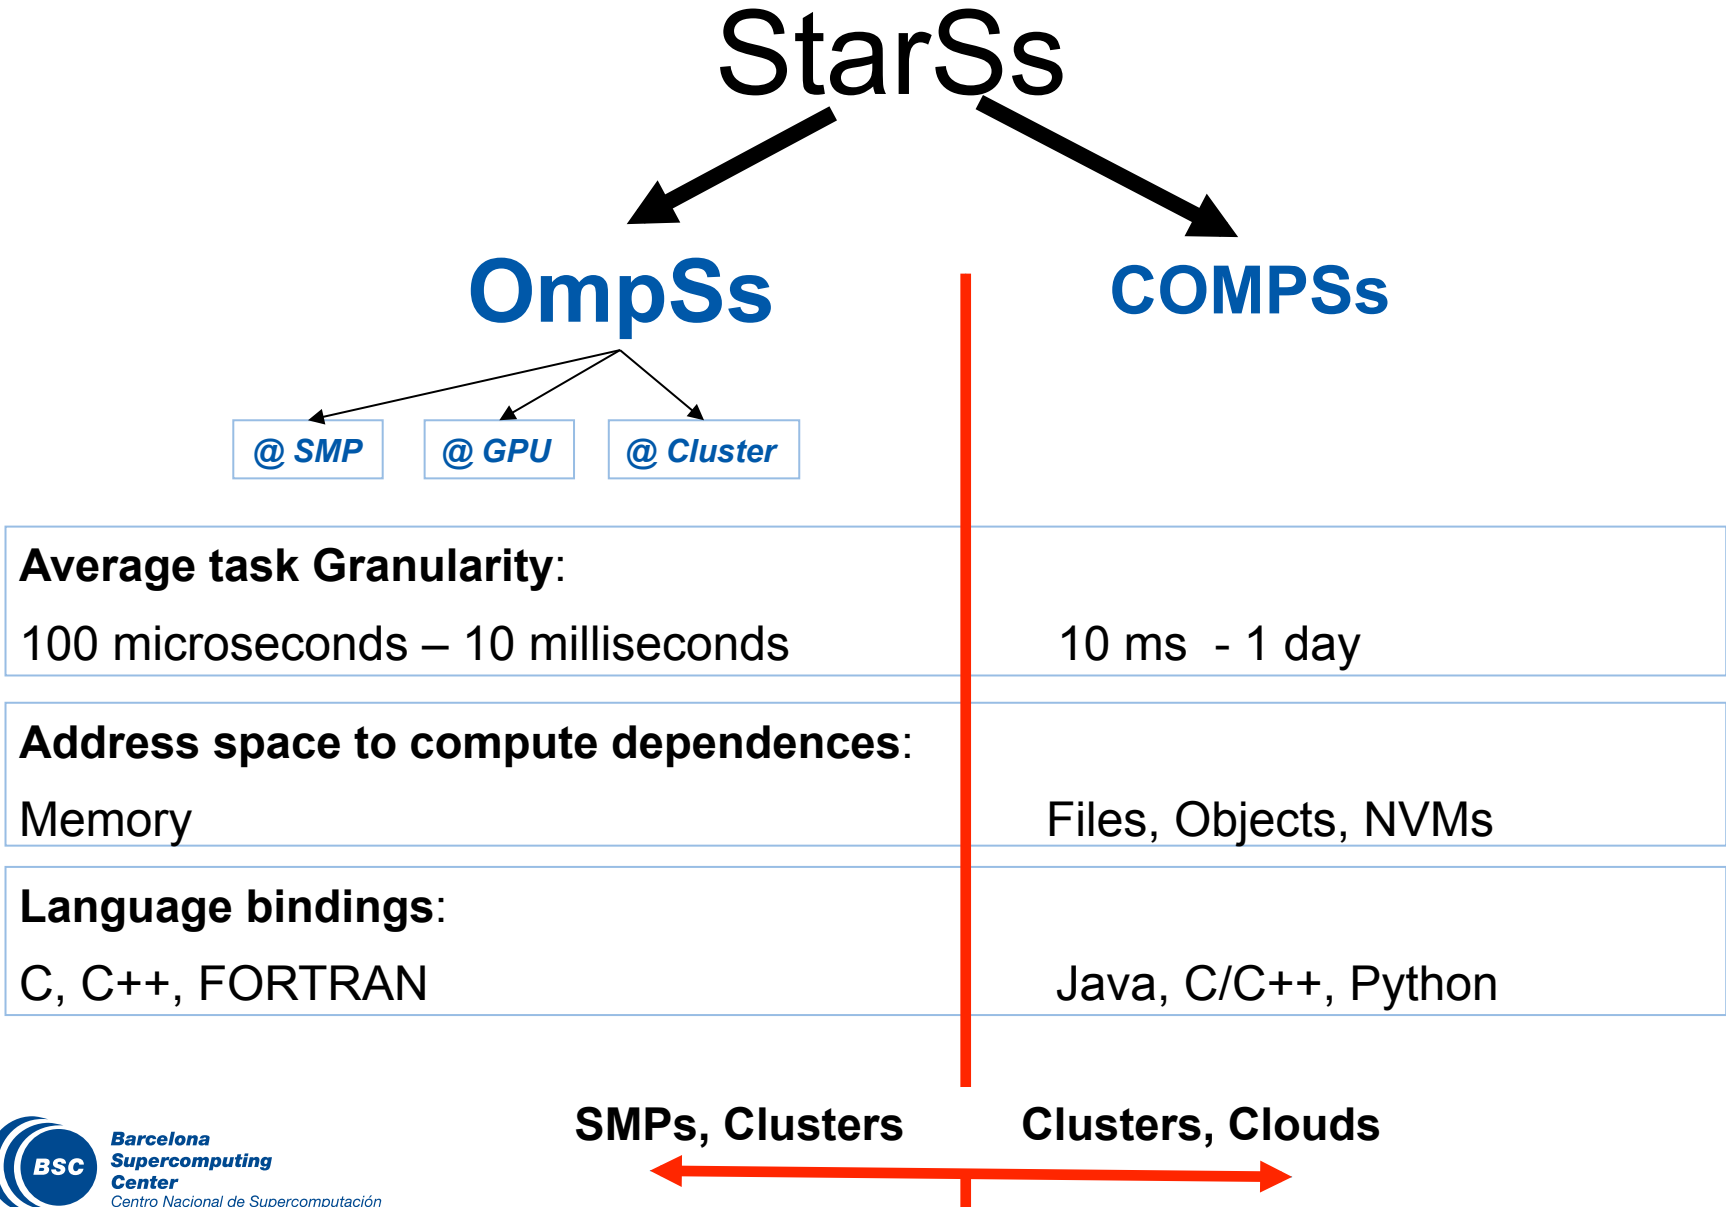 StarSs
OmpSs
COMPSs
@ SMP
@ GPU
@ Cluster
Average task Granularity:
100 microseconds – 10 milliseconds
10 ms - 1 day
Address space to compute dependences:
Memory
Files, Objects, NVMs
Language bindings:
C, C++, FORTRAN
Java, C/C++, Python
SMPs, Clusters
Clusters, Clouds
BSC
Barcelona
Supercomputing
Center
Centro Nacional de Supercomputación